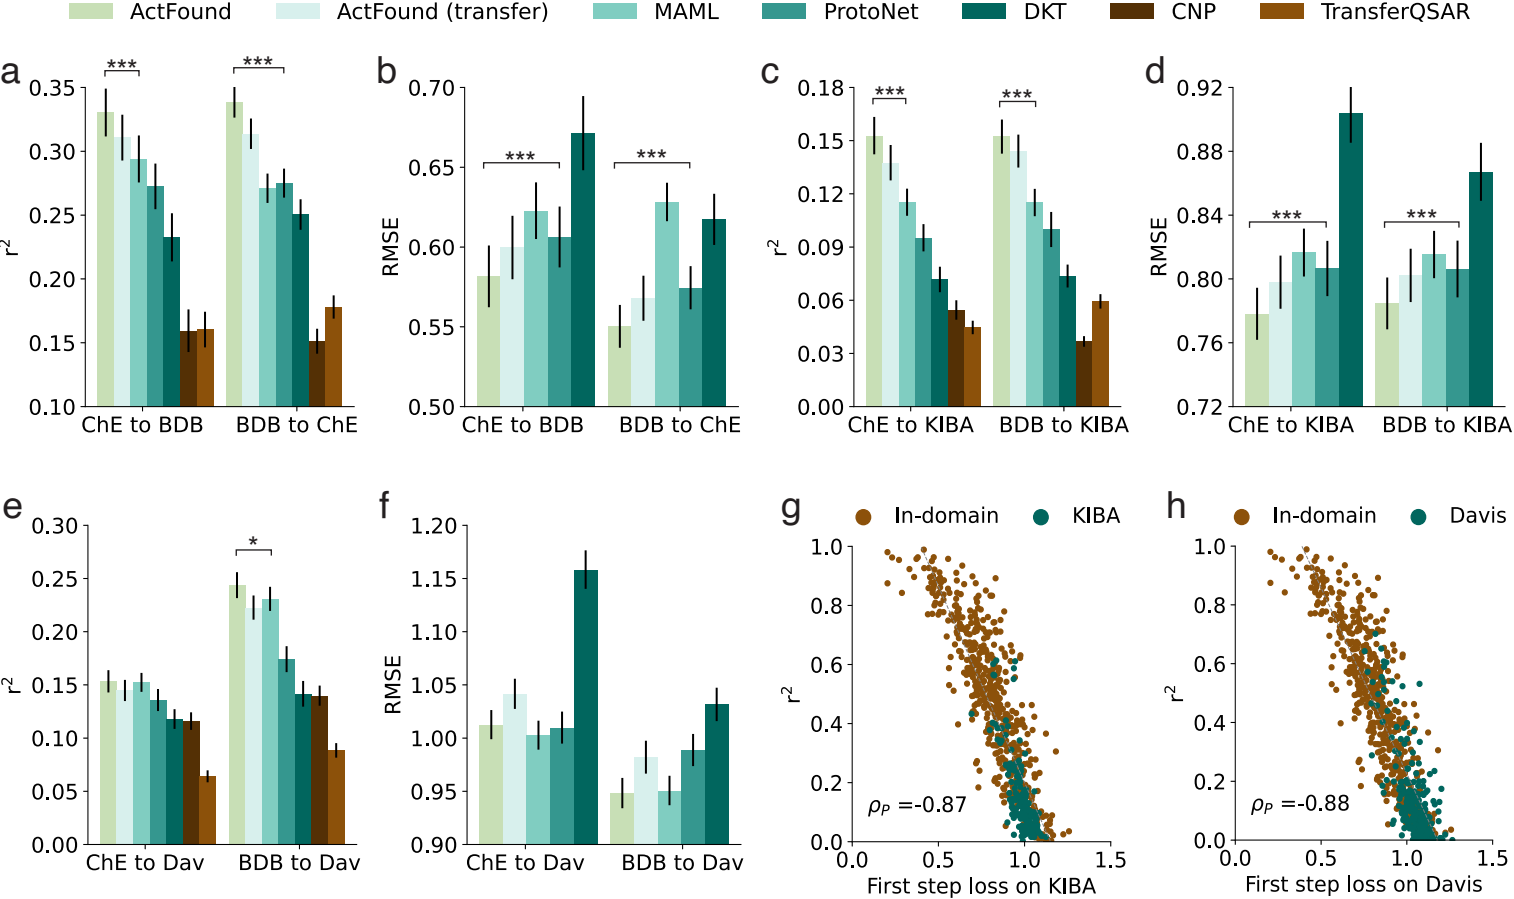 ActFound ActFound (transfer) MAML ProtoNet DKT CNP TransferQSAR
a
***
***
0.35
0.30
0.25
0.20
0.15
0.10
r²
ChE to BDB BDB to ChE
b
***
***
0.70
0.65
0.60
0.55
0.50
RMSE
ChE to BDB BDB to ChE
c
***
***
0.18
0.15
0.12
0.09
0.06
0.03
0.00
r²
ChE to KIBA BDB to KIBA
d
***
***
0.92
0.88
0.84
0.80
0.76
0.72
RMSE
ChE to KIBA BDB to KIBA
e
*
0.30
0.25
0.20
0.15
0.10
0.05
0.00
r²
ChE to Dav BDB to Dav
f
1.20
1.15
1.10
1.05
1.00
0.95
0.90
RMSE
ChE to Dav BDB to Dav
g
In-domain KIBA
1.0
0.8
0.6
0.4
0.2
0.0
r²
ρP =-0.87
0.0 0.5 1.0 1.5
First step loss on KIBA
h
In-domain Davis
1.0
0.8
0.6
0.4
0.2
0.0
r²
ρP =-0.88
0.0 0.5 1.0 1.5
First step loss on Davis